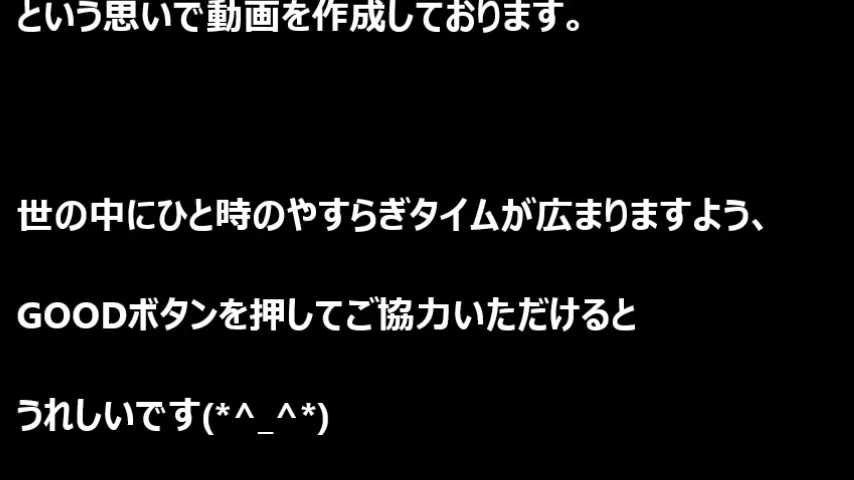 という思いで動画を作成しております。
世の中にひと時のやすらぎタイムが広まりますよう、
GOODボタンを押してご協力いただけると
うれしいです(*^_^*)